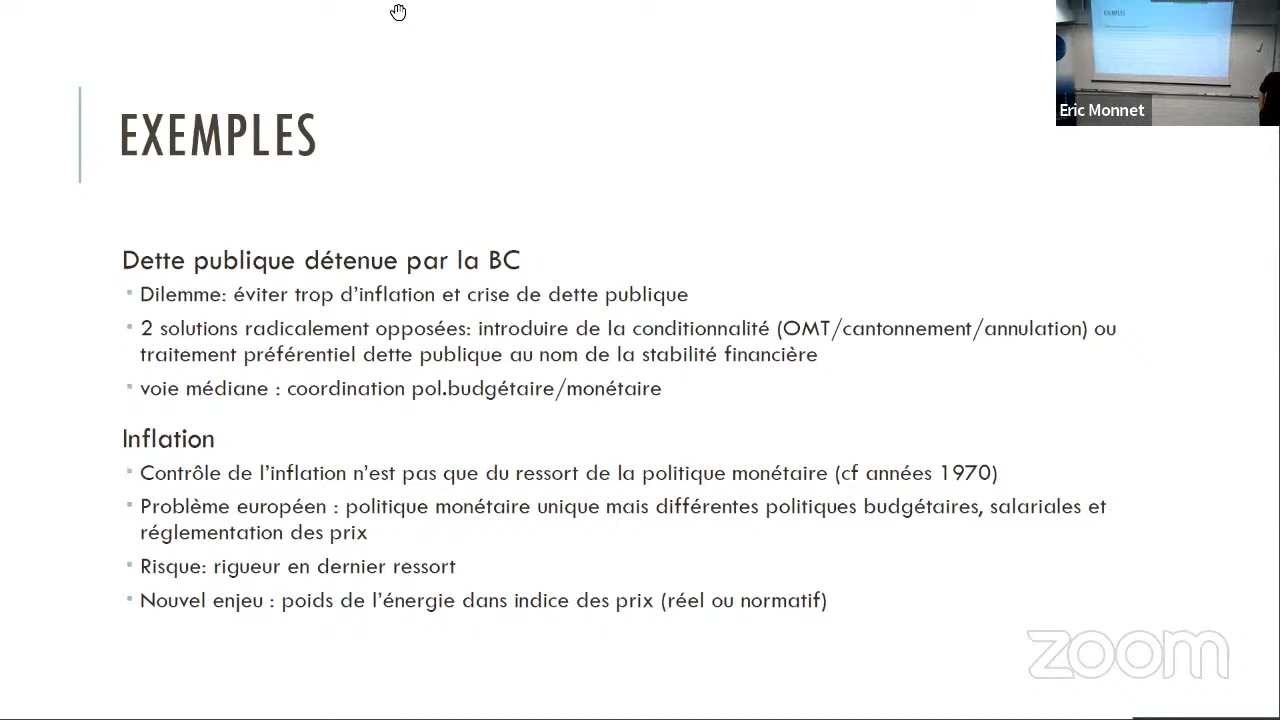 Eric Monnet
EXEMPLES
Dette publique détenue par la BC
Dilemme: éviter trop d'inflation et crise de dette publique
2 solutions radicalement opposées: introduire de la conditionnalité (OMT/cantonnement/annulation) ou
traitement préférentiel dette publique au nom de la stabilité financière
voie médiane : coordination pol.budgétaire/monétaire
Inflation
Contrôle de l'inflation n'est pas que du ressort de la politique monétaire (cf années 1970)
Problème européen : politique monétaire unique mais différentes politiques budgétaires, salariales et
réglementation des prix
Risque: rigueur en dernier ressort
Nouvel enjeu : poids de l'énergie dans indice des prix (réel ou normatif)
zoom